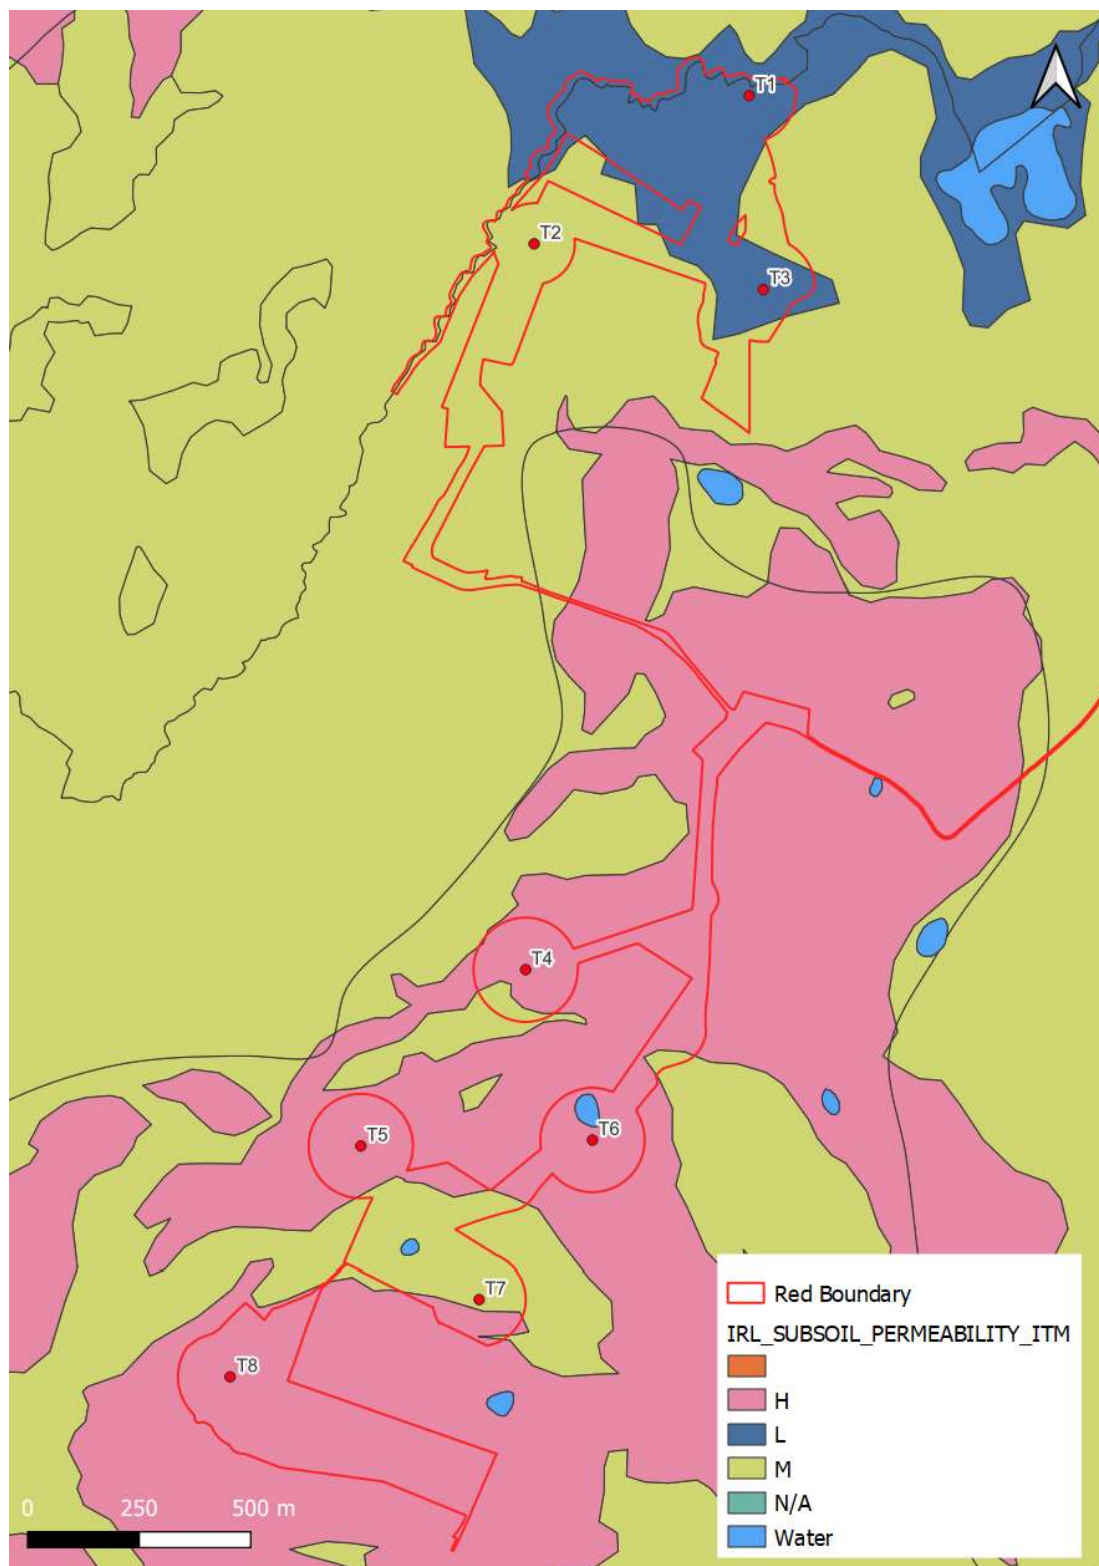 T1
T2
T3
T4
T5
T6
T7
T8
Red Boundary
IRL_SUBSOIL_PERMEABILITY_ITM
H
L
M
N/A
Water
0 250 500 m